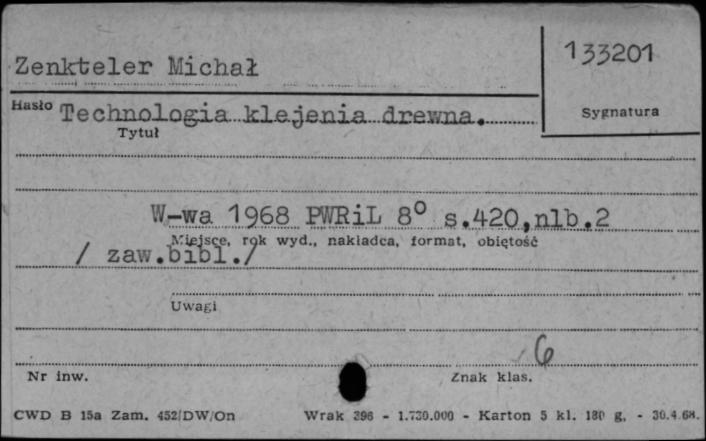 133201
Zenkteler Michał
Sygnatura
Hasło Technologia klejenia drewna.
Tytuł
W-wa 1968 PWRiL 8° s.420,nlb.2
Miejsce, rok wyd., nakładca, format, objętość
/ zaw.bibl./
Uwagi
6
Nr inw. Znak klas.
CWD B 15a Zam. 452/DW/On Wrak 396 - 1.730.000 - Karton 5 kl. 180 g. - 30.4.68.